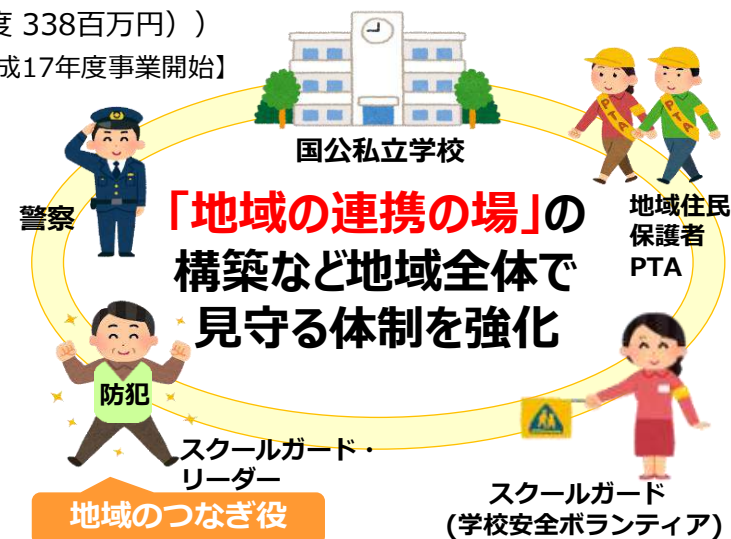 度 338百万円））
成17年度事業開始】
国公私立学校
警察
地域住民
保護者
PTA
「地域の連携の場」の
構築など地域全体で
見守る体制を強化
PTA
PTA
防犯
スクールガード・
リーダー
地域のつなぎ役
スクールガード
(学校安全ボランティア)